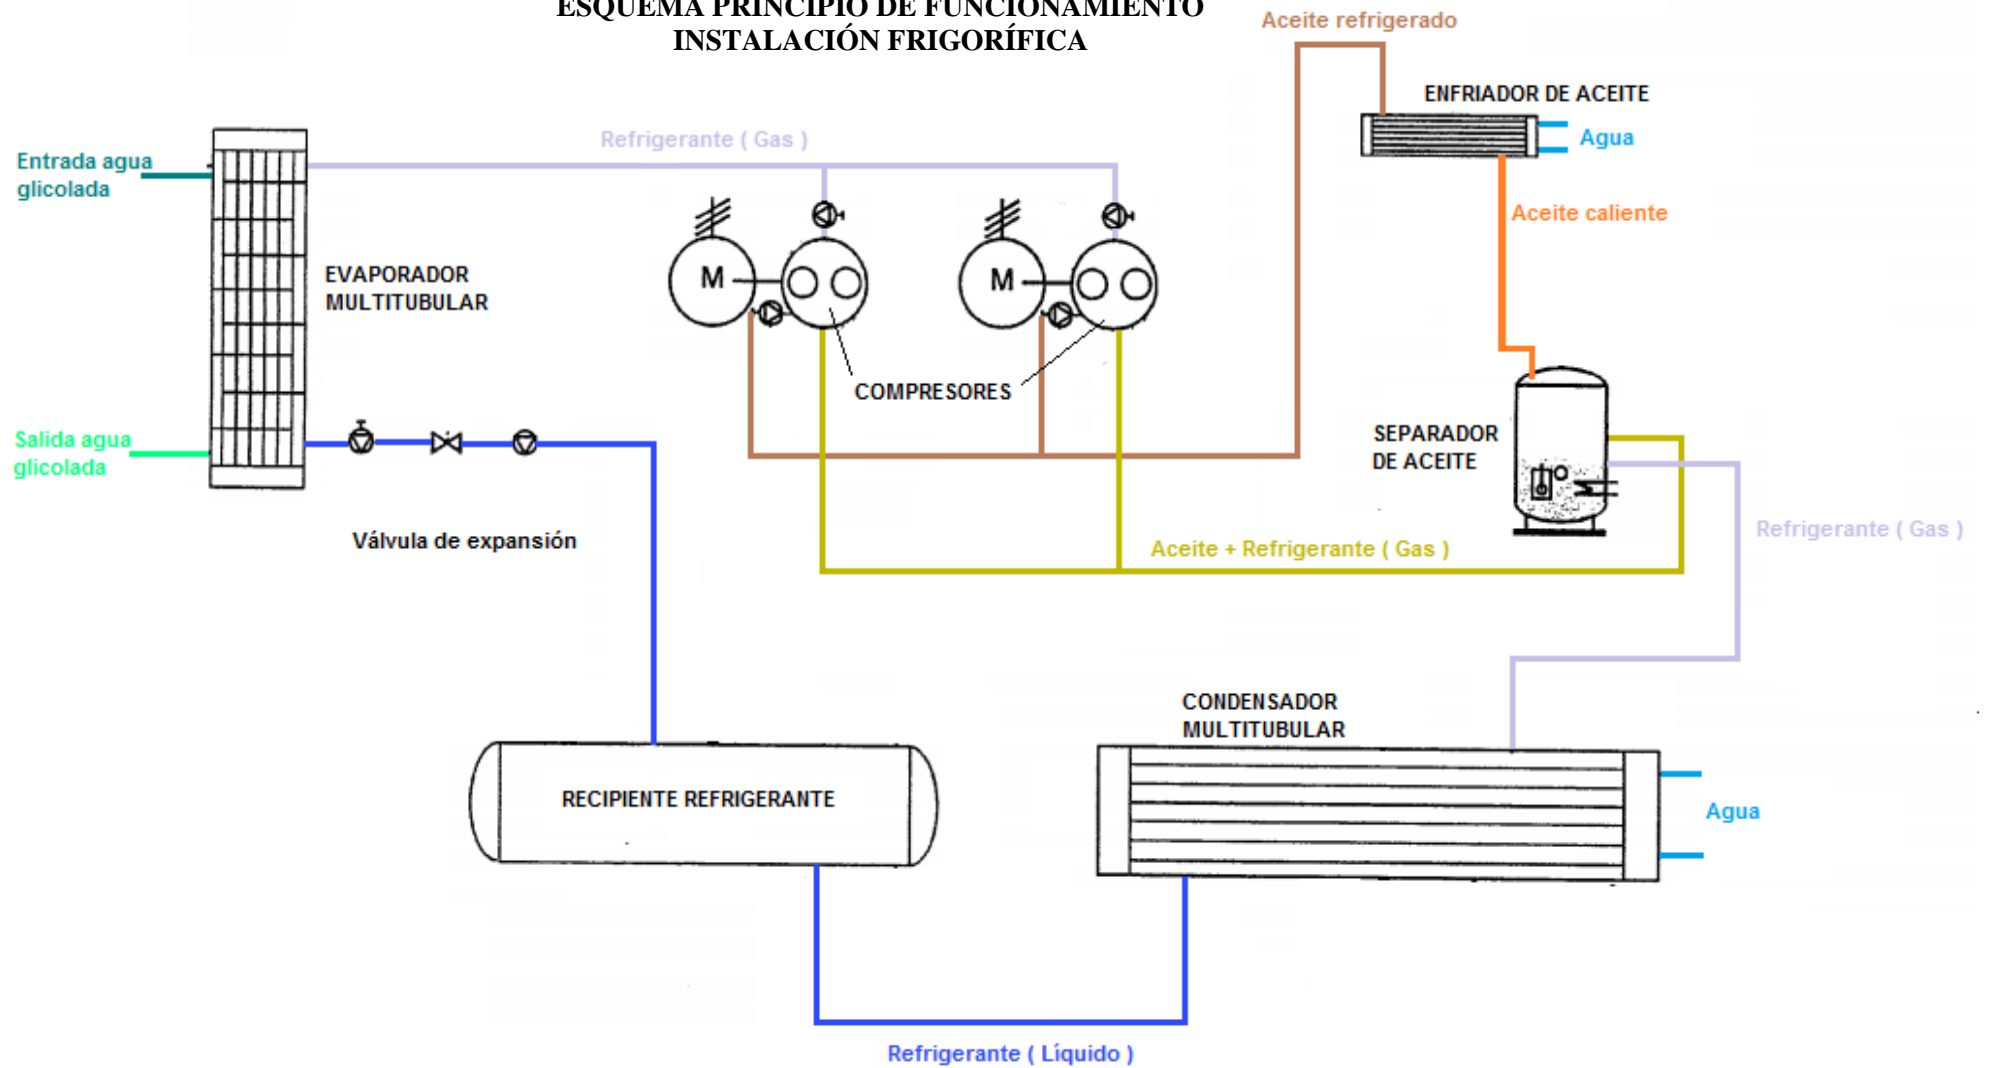 ESQUEMA PRINCIPIO DE FUNCIONAMIENTO
INSTALACIÓN FRIGORÍFICA
Aceite refrigerado
ENFRIADOR DE ACEITE
Agua
Refrigerante ( Gas )
Entrada agua
glicolada
Aceite caliente
EVAPORADOR
MULTITUBULAR
M
M
COMPRESORES
Salida agua
glicolada
SEPARADOR
DE ACEITE
Válvula de expansión
Aceite + Refrigerante ( Gas )
Refrigerante ( Gas )
CONDENSADOR
MULTITUBULAR
RECIPIENTE REFRIGERANTE
Agua
Refrigerante ( Líquido )